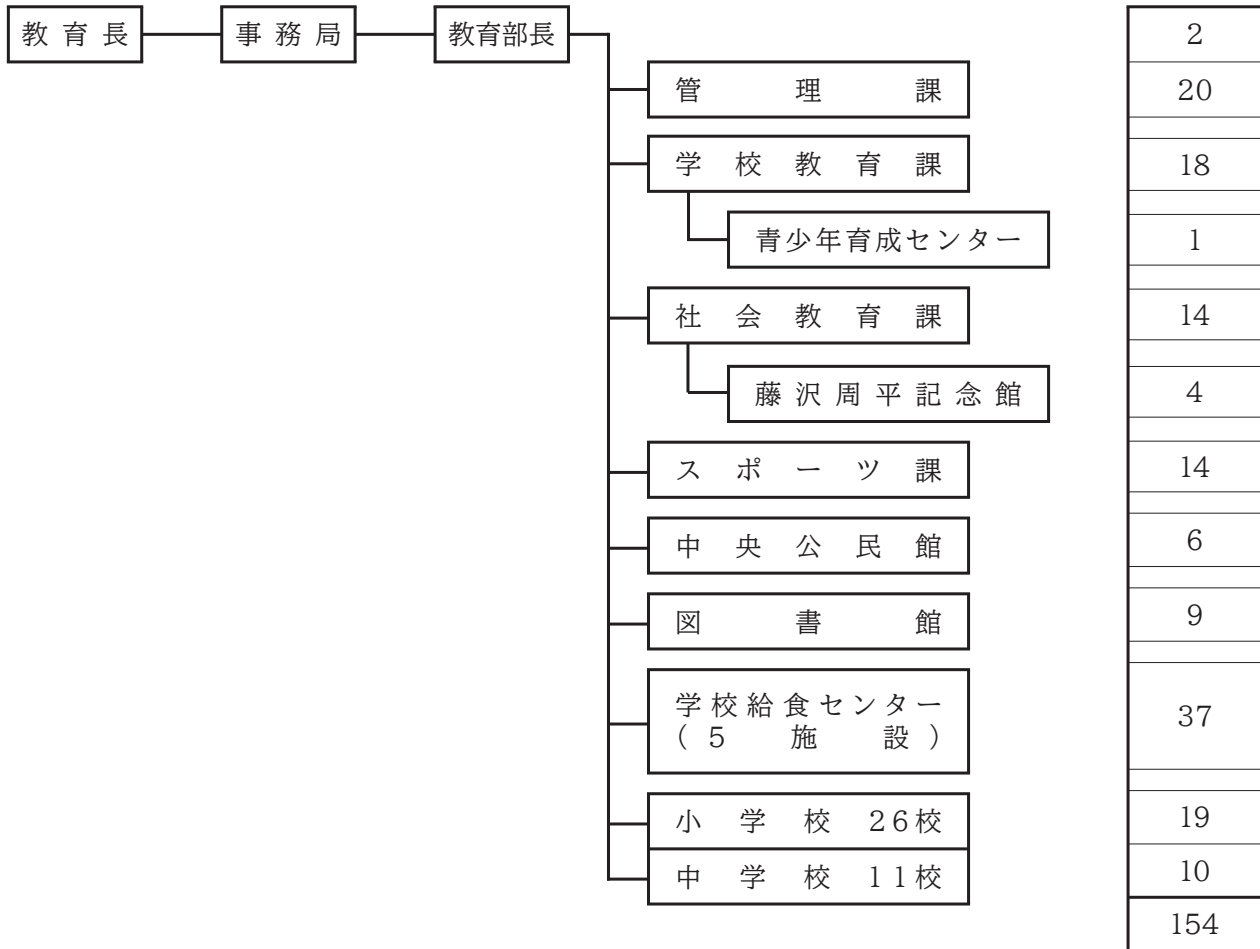 教育長 事務局 教育部長 2
管理課 20
学校教育課 18
青少年育成センター 1
社会教育課 14
藤沢周平記念館 4
スポーツ課 14
中央公民館 6
図書館 9
学校給食センター
(5施設) 37
小学校 26校 19
中学校 11校 10
154